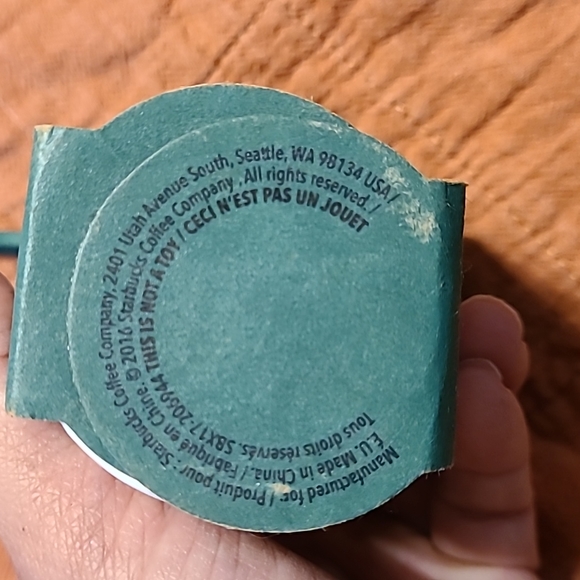 Manufactured for: / Produit pour : Starbucks Coffee Company, 2401 Utah Avenue South, Seattle, WA 98134 USA /
É.U. Made in China. / Fabriqué en Chine. © 2016 Starbucks Coffee Company . All rights reserved. /
Tous droits réservés. SBX17-206944 THIS IS NOT A TOY / CECI N'EST PAS UN JOUET